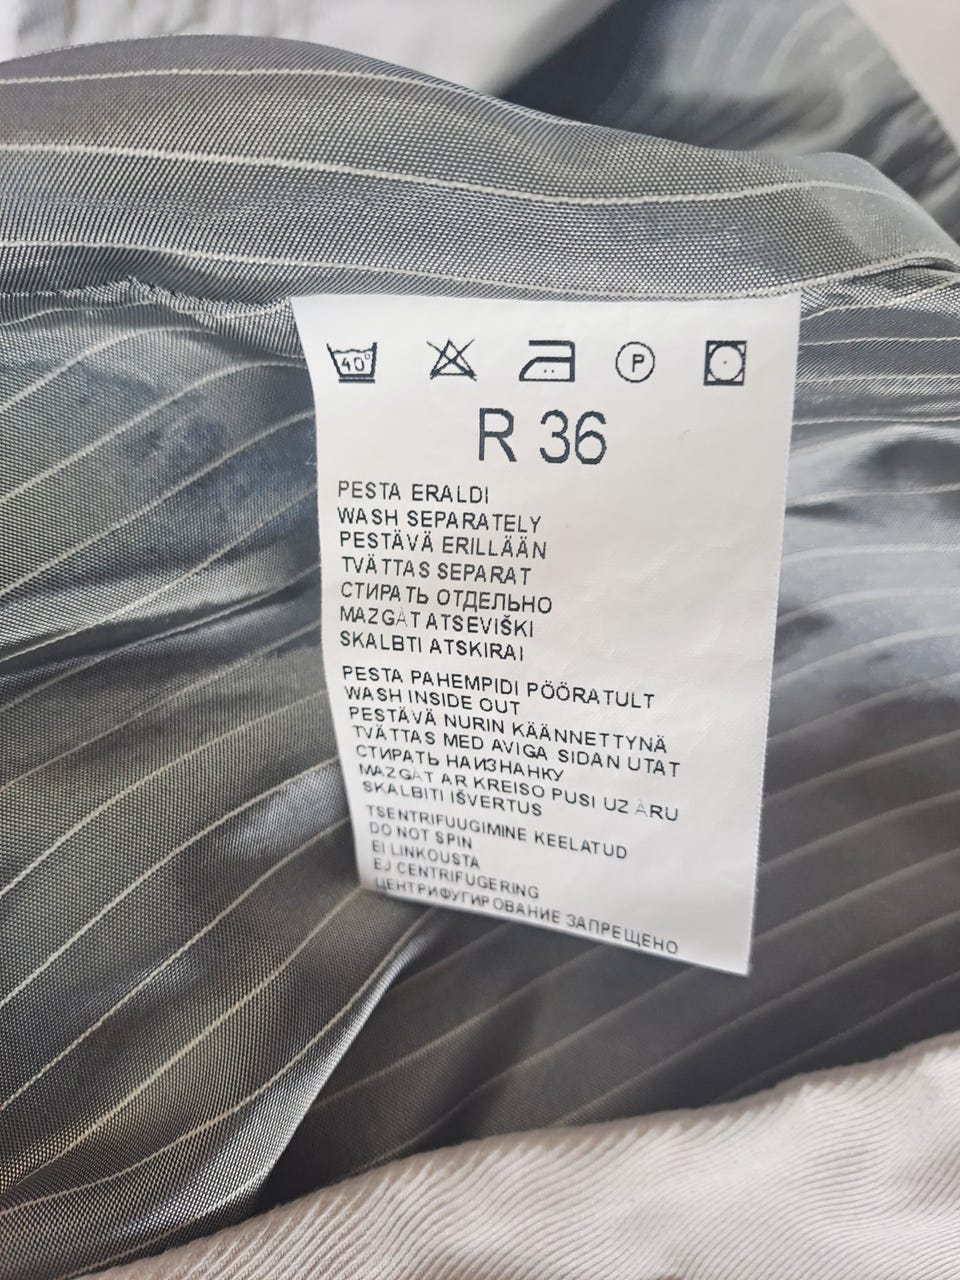 40°
P
R 36
PESTA ERALDI
WASH SEPARATELY
PESTÄVÄ ERILLÄÄN
TVÄTTAS SEPARAT
СТИРАТЬ ОТДЕЛЬНО
MAZGĀT ATSEVIŠKI
SKALBTI ATSKIRAI
PESTA PAHEMPIDI PÖÖRATULT
WASH INSIDE OUT
PESTÄVÄ NURIN KÄÄNNETTYNÄ
TVÄTTAS MED AVIGA SIDAN UTAT
СТИРАТЬ НАИЗНАНКУ
MAZGĀT AR KREISO PUSI UZ ĀRU
SKALBITI IŠVERTUS
TSENTRIFUUGIMINE KEELATUD
DO NOT SPIN
EI LINKOUSTA
EJ CENTRIFUGERING
ЦЕНТРИФУГИРОВАНИЕ ЗАПРЕЩЕНО